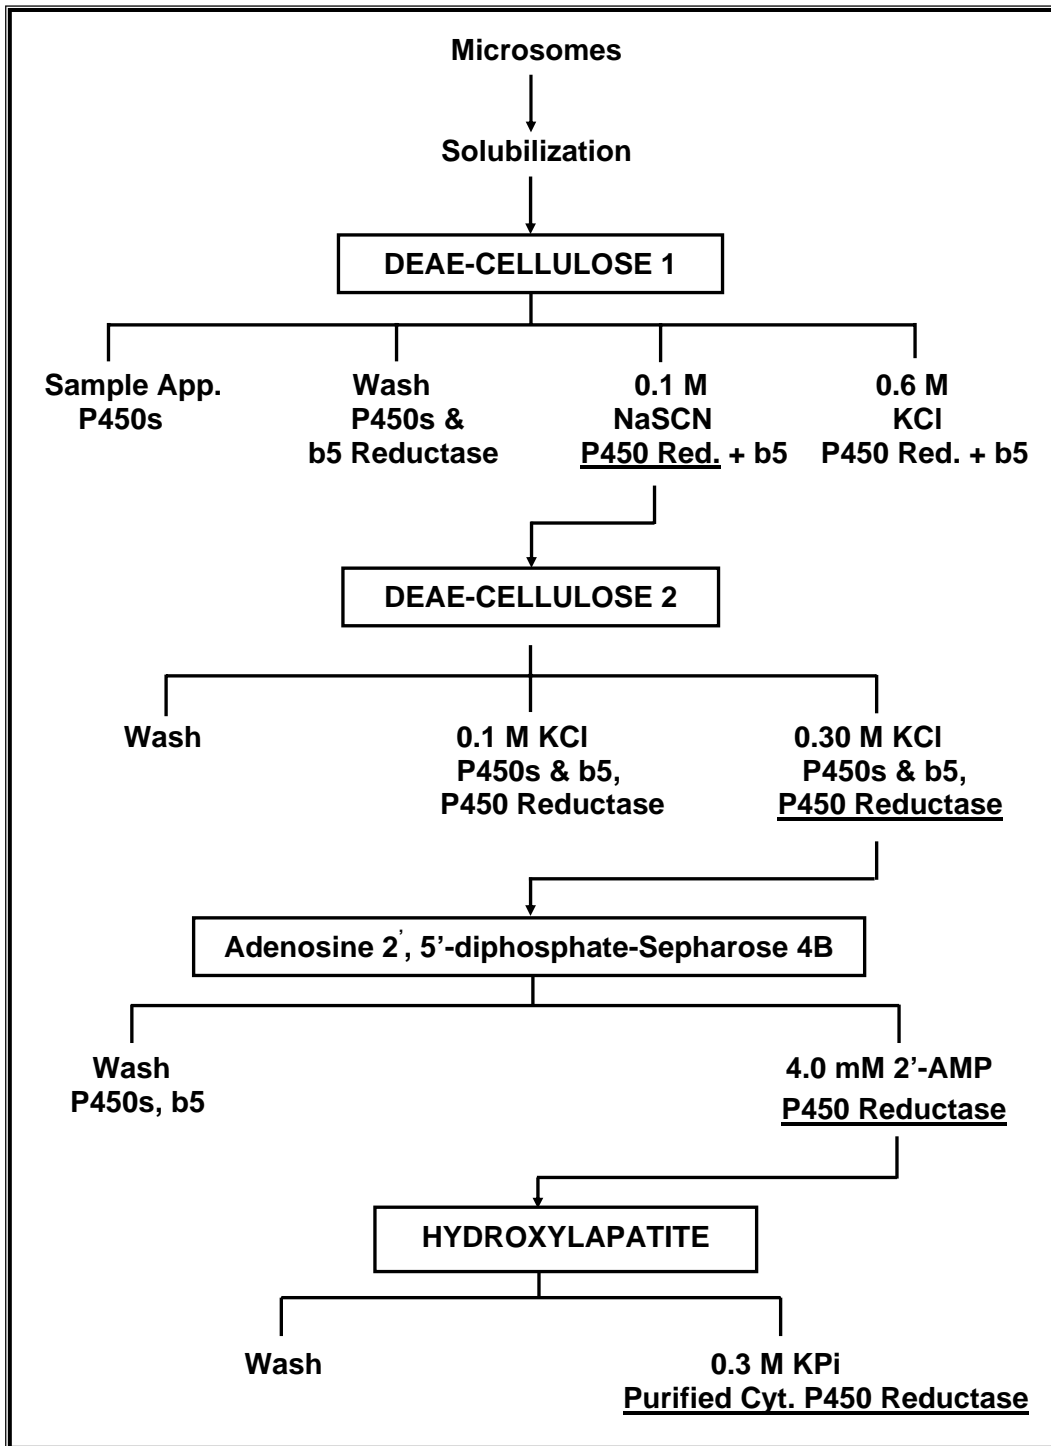 Microsomes
Solubilization
DEAE-CELLULOSE 1
Sample App.
P450s
Wash
P450s &
b5 Reductase
0.1 M
NaSCN
P450 Red. + b5
0.6 M
KCl
P450 Red. + b5
DEAE-CELLULOSE 2
Wash
0.1 M KCl
P450s & b5,
P450 Reductase
0.30 M KCl
P450s & b5,
P450 Reductase
Adenosine 2’, 5’-diphosphate-Sepharose 4B
Wash
P450s, b5
4.0 mM 2’-AMP
P450 Reductase
HYDROXYLAPATITE
Wash
0.3 M KPi
Purified Cyt. P450 Reductase